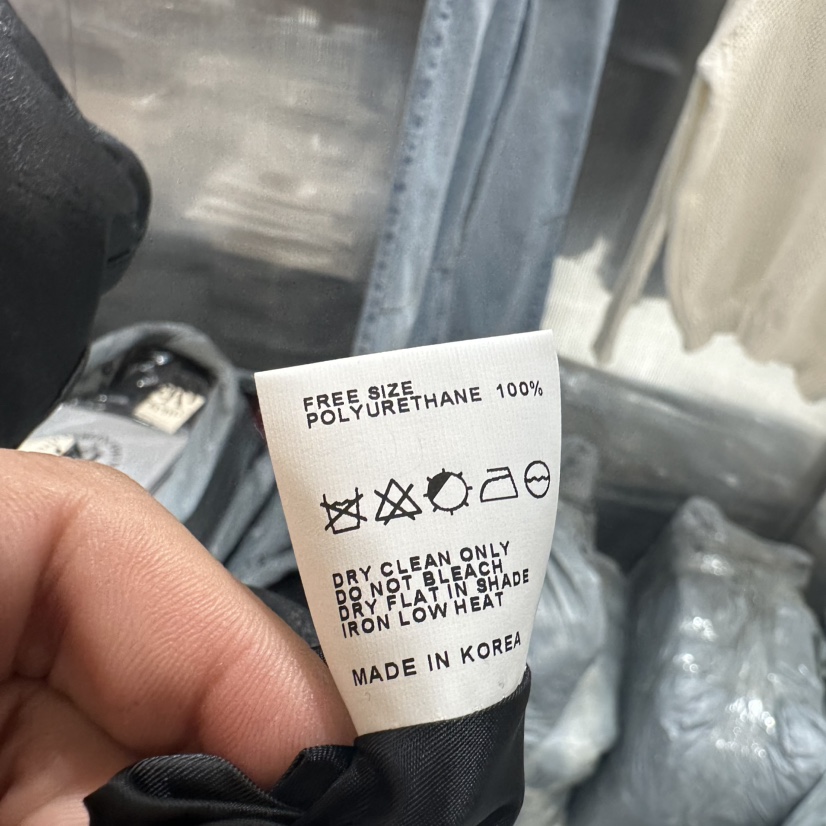 FREE SIZE
POLYURETHANE 100%
DRY CLEAN ONLY
DO NOT BLEACH
DRY FLAT IN SHADE
IRON LOW HEAT
MADE IN KOREA